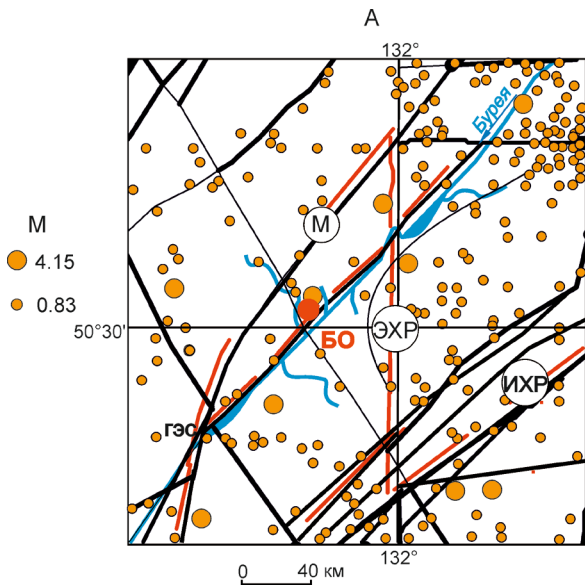 А
132°
Бурея
М
М
4.15
0.83
50°30'
ЭХР
БО
ИХР
ГЭС
132°
0 40 км